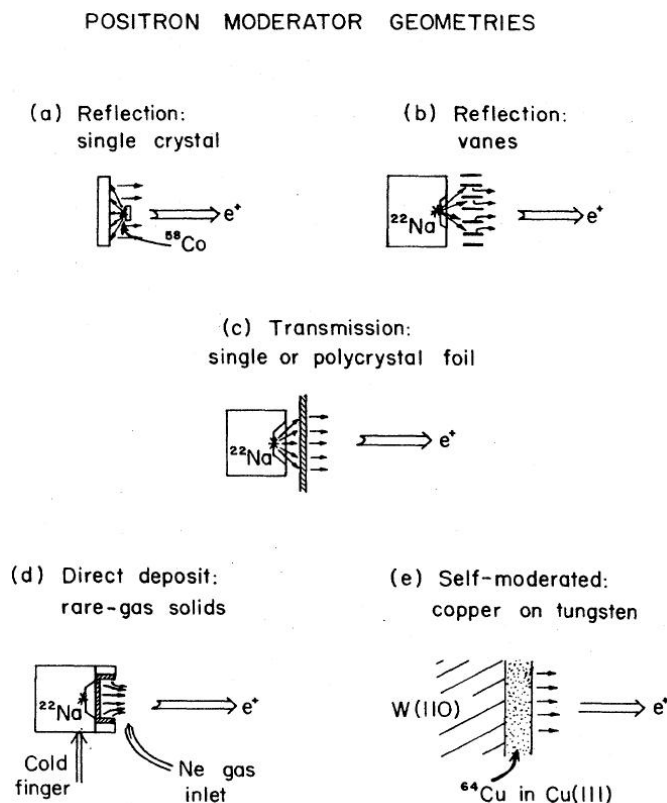 POSITRON MODERATOR GEOMETRIES
(a) Reflection:
single crystal
e⁺
⁵⁸Co
(b) Reflection:
vanes
²²Na
e⁺
(c) Transmission:
single or polycrystal foil
²²Na
e⁺
(d) Direct deposit:
rare-gas solids
²²Na
e⁺
Cold
finger
Ne gas
inlet
(e) Self-moderated:
copper on tungsten
W(110)
e⁺
⁶⁴Cu in Cu(111)